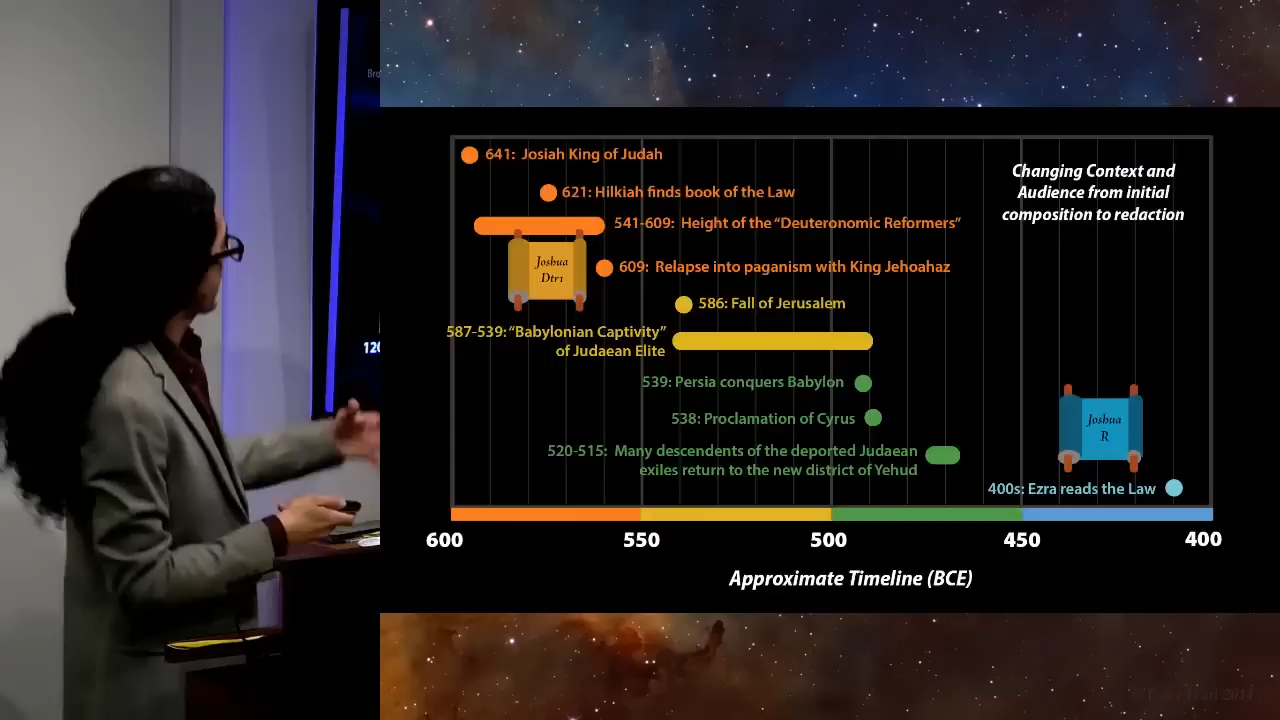 Bro
120
641: Josiah King of Judah
621: Hilkiah finds book of the Law
541-609: Height of the “Deuteronomic Reformers”
Joshua
Dtr1
609: Relapse into paganism with King Jehoahaz
586: Fall of Jerusalem
587-539: “Babylonian Captivity”
of Judaean Elite
539: Persia conquers Babylon
538: Proclamation of Cyrus
520-515: Many descendents of the deported Judaean
exiles return to the new district of Yehud
Changing Context and
Audience from initial
composition to redaction
Joshua
R
400s: Ezra reads the Law
600
550
500
450
400
Approximate Timeline (BCE)
2014